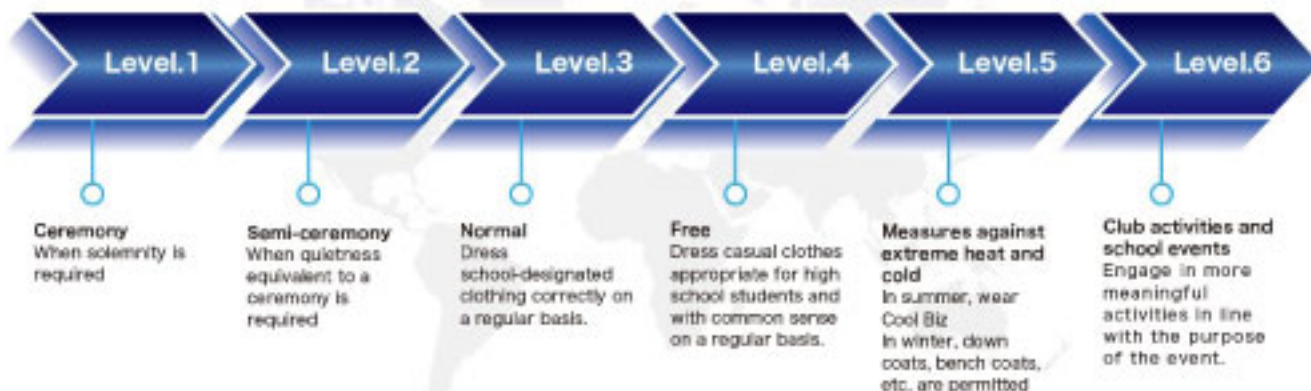 Level.1
Level.2
Level.3
Level.4
Level.5
Level.6
Ceremony
When solemnity is
required
Semi-ceremony
When quietness
equivalent to a
ceremony is
required
Normal
Dress
school-designated
clothing correctly on
a regular basis.
Free
Dress casual clothes
appropriate for high
school students and
with common sense
on a regular basis.
Measures against
extreme heat and
cold
In summer, wear
Cool Biz
In winter, down
coats, bench coats,
etc. are permitted
Club activities and
school events
Engage in more
meaningful
activities in line
with the purpose
of the event.